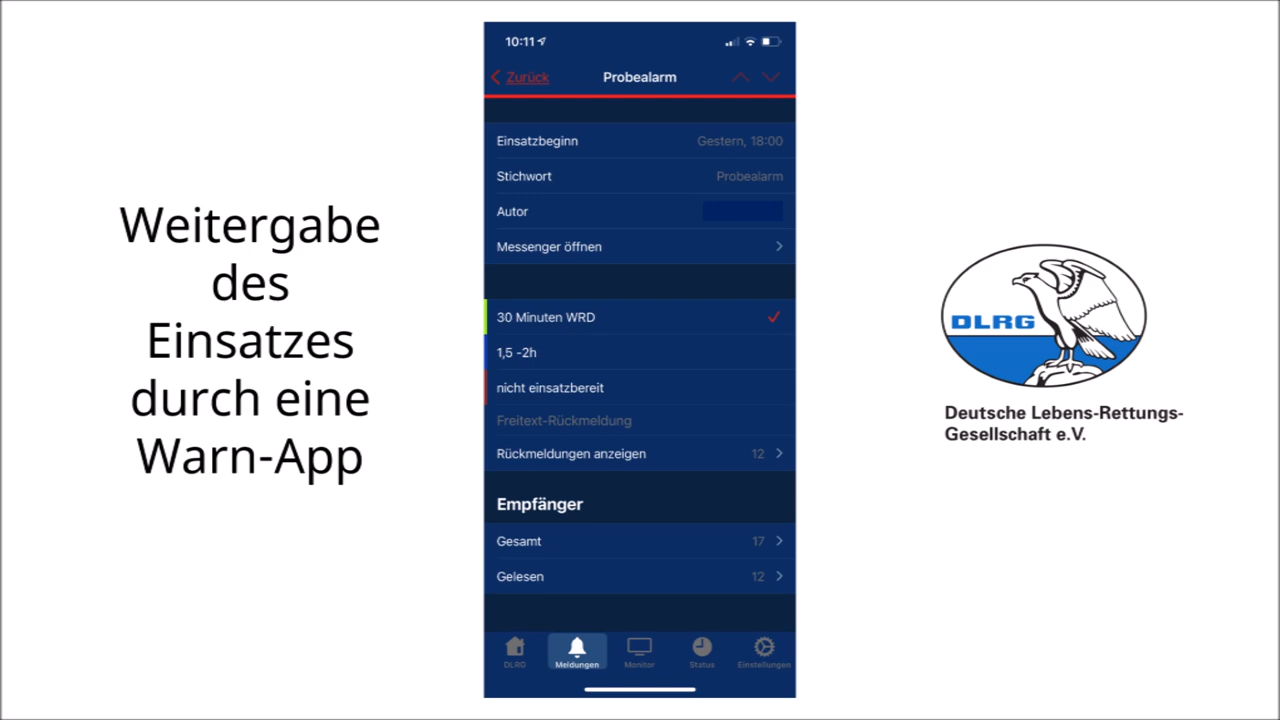 Weitergabe
des
Einsatzes
durch eine
Warn-App
10:11
Zurück Probealarm
Einsatzbeginn Gestern, 18:00
Stichwort Probealarm
Autor
Messenger öffnen
30 Minuten WRD
1,5 -2h
nicht einsatzbereit
Freitext-Rückmeldung
Rückmeldungen anzeigen 12
Empfänger
Gesamt 17
Gelesen 12
DLRG Meldungen Monitor Status Einstellungen
DLRG
Deutsche Lebens-Rettungs-
Gesellschaft e.V.